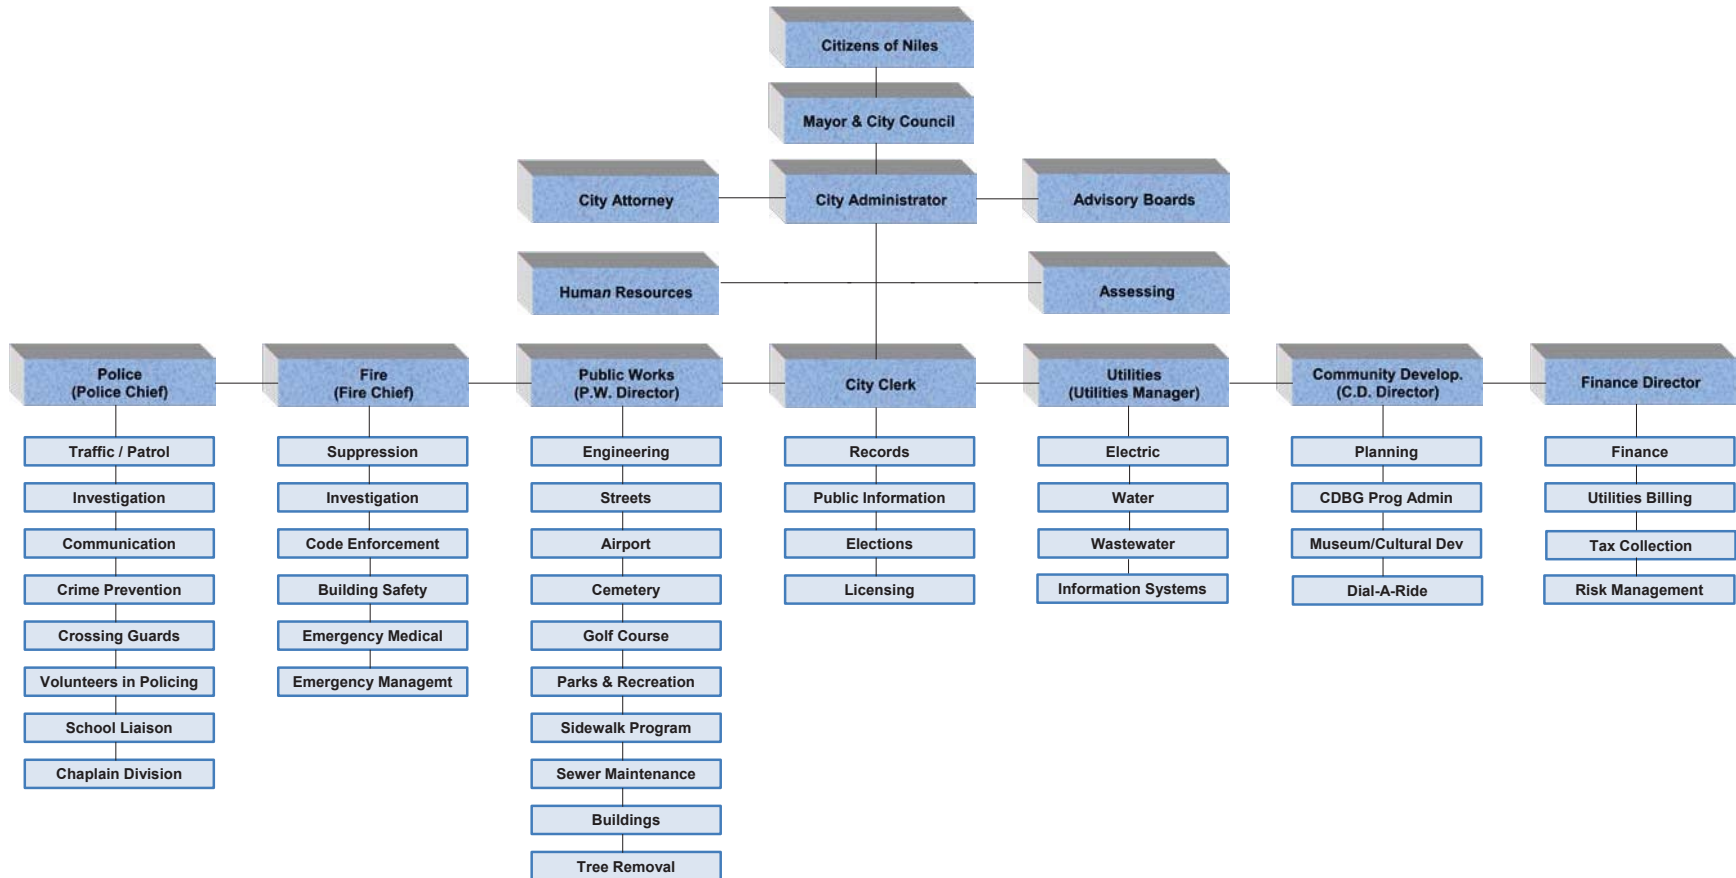 Citizens of Niles
Mayor & City Council
City Attorney
City Administrator
Advisory Boards
Human Resources
Assessing
Police
(Police Chief)
Fire
(Fire Chief)
Public Works
(P.W. Director)
City Clerk
Utilities
(Utilities Manager)
Community Develop.
(C.D. Director)
Finance Director
Traffic / Patrol
Investigation
Communication
Crime Prevention
Crossing Guards
Volunteers in Policing
School Liaison
Chaplain Division
Suppression
Investigation
Code Enforcement
Building Safety
Emergency Medical
Emergency Managemt
Engineering
Streets
Airport
Cemetery
Golf Course
Parks & Recreation
Sidewalk Program
Sewer Maintenance
Buildings
Tree Removal
Records
Public Information
Elections
Licensing
Electric
Water
Wastewater
Information Systems
Planning
CDBG Prog Admin
Museum/Cultural Dev
Dial-A-Ride
Finance
Utilities Billing
Tax Collection
Risk Management